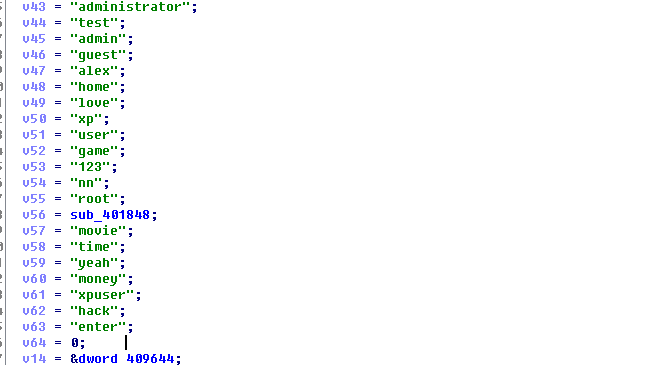 v43 = "administrator";
v44 = "test";
v45 = "admin";
v46 = "guest";
v47 = "alex";
v48 = "home";
v49 = "love";
v50 = "xp";
v51 = "user";
v52 = "game";
v53 = "123";
v54 = "nn";
v55 = "root";
v56 = sub_401848;
v57 = "movie";
v58 = "time";
v59 = "yeah";
v60 = "money";
v61 = "xpuser";
v62 = "hack";
v63 = "enter";
v64 = 0;
v14 = &dword_409644;